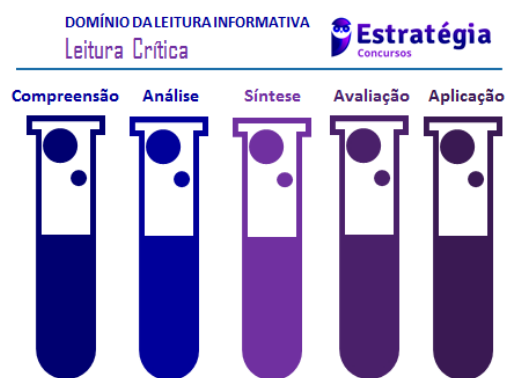 DOMÍNIO DA LEITURA INFORMATIVA
Leitura Crítica
Estratégia
Concursos
Compreensão Análise Síntese Avaliação Aplicação